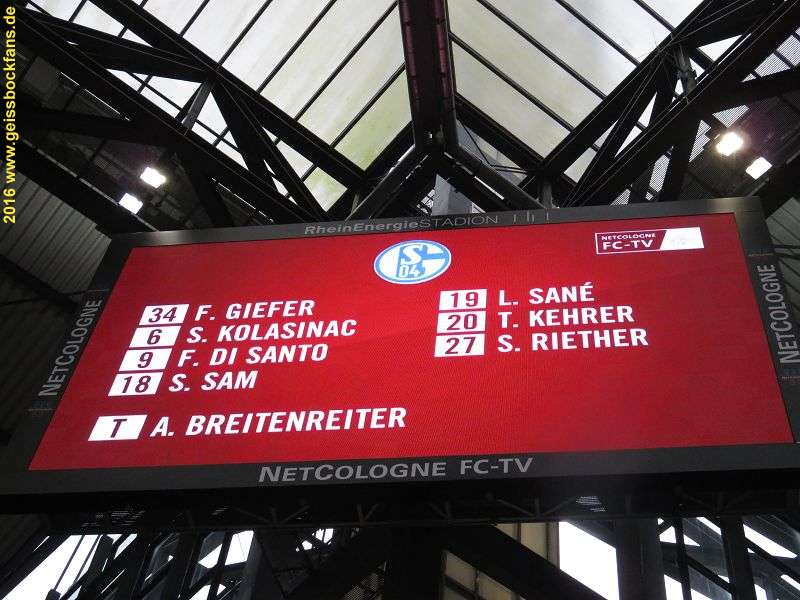 2016 www.geissbockfans.de
RheinEnergieSTADION
NETCOLOGNE
FC-TV
S
04
34 F. GIEFER
6 S. KOLASINAC
9 F. DI SANTO
18 S. SAM
19 L. SANÉ
20 T. KEHRER
27 S. RIETHER
T A. BREITENREITER
NETCOLOGNE
NETCOLOGNE
NETCOLOGNE FC-TV